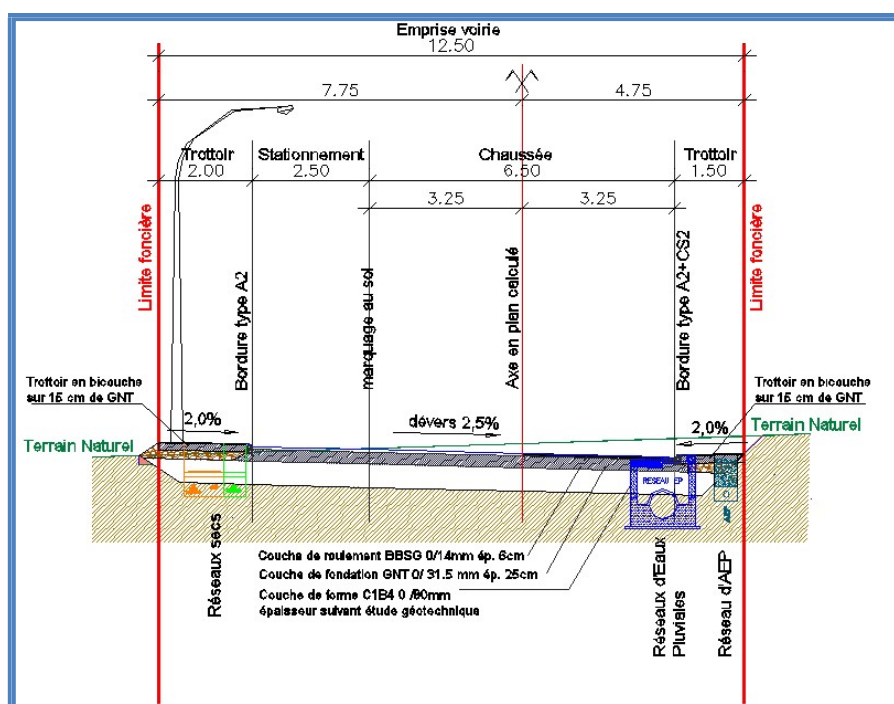 Emprise voirie
12.50
7.75
4.75
Trottoir
Stationnement
Chaussée
Trottoir
2.00
2.50
6.50
1.50
3.25
3.25
Limite foncière
Bordure type A2
marquage au sol
Axe en plan calculé
Bordure type A2+CS2
Limite foncière
Trottoir en bicouche
sur 15 cm de GNT
Trottoir en bicouche
sur 15 cm de GNT
2,0%
dévers 2,5%
2,0%
Terrain Naturel
Terrain Naturel
RESEAU EP
AEP
Couche de roulement BBSG 0/14mm ép. 6cm
Couche de fondation GNT 0/ 31.5 mm ép. 25cm
Couche de forme C1B4 0 /80mm
épaisseur suivant étude géotechnique
Réseaux secs
Réseaux d'Eaux
Pluviales
Réseau d'AEP